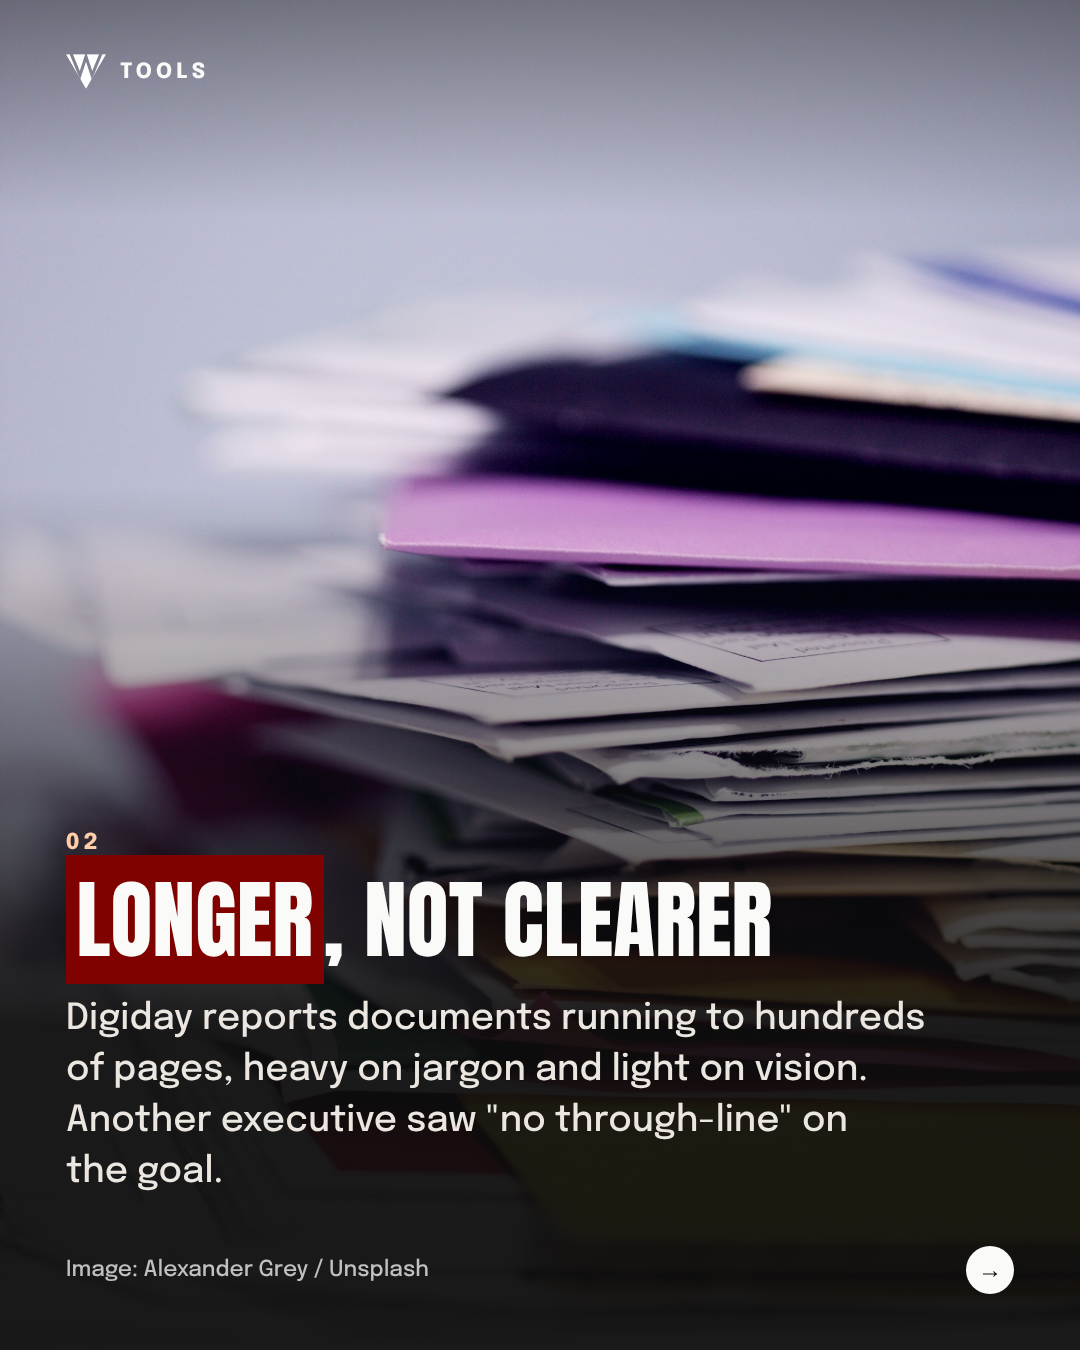 TOOLS
02
LONGER, NOT CLEARER
Digiday reports documents running to hundreds
of pages, heavy on jargon and light on vision.
Another executive saw "no through-line" on
the goal.
Image: Alexander Grey / Unsplash
→